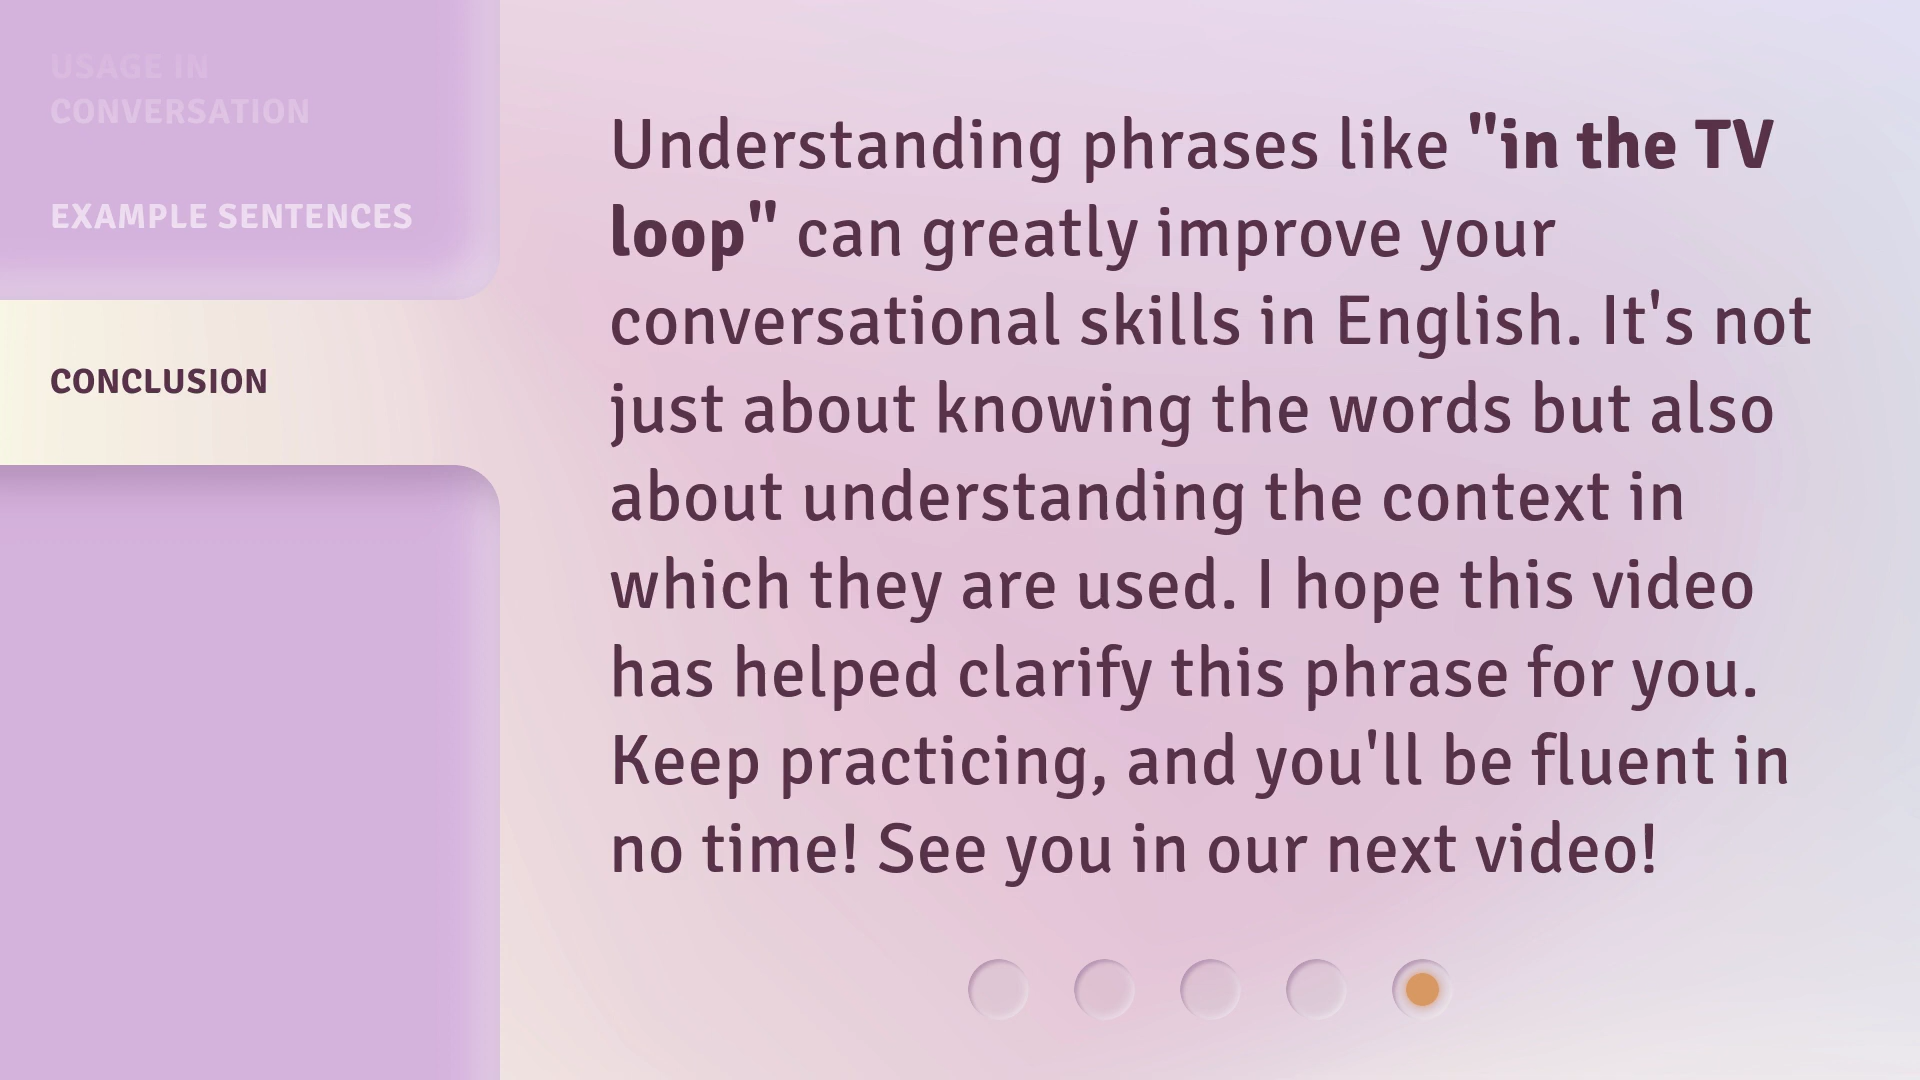 USAGE IN
CONVERSATION
EXAMPLE SENTENCES
CONCLUSION
Understanding phrases like "in the TV
loop" can greatly improve your
conversational skills in English. It's not
just about knowing the words but also
about understanding the context in
which they are used. I hope this video
has helped clarify this phrase for you.
Keep practicing, and you'll be fluent in
no time! See you in our next video!